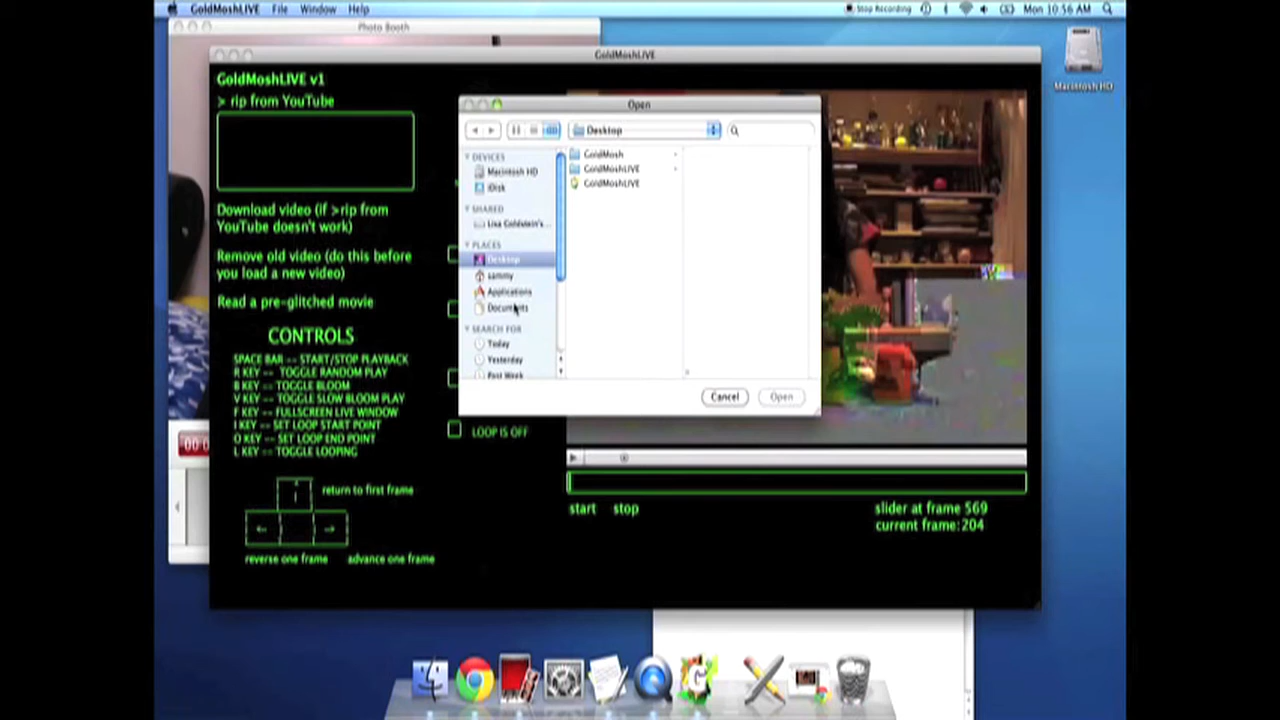 GoldMoshLIVE File Window Help
Stop Recording
Mon 10:56 AM
Photo Booth
Macintosh HD
GoldMoshLIVE
GoldMoshLIVE v1
> rip from YouTube
Download video (if >rip from
YouTube doesn't work)
Remove old video (do this before
you load a new video)
Read a pre-glitched movie
CONTROLS
SPACE BAR == START/STOP PLAYBACK
R KEY == TOGGLE RANDOM PLAY
B KEY == TOGGLE BLOOM
V KEY == TOGGLE SLOW BLOOM PLAY
F KEY == FULLSCREEN LIVE WINDOW
I KEY == SET LOOP START POINT
O KEY == SET LOOP END POINT
L KEY == TOGGLE LOOPING
return to first frame
← →
reverse one frame advance one frame
Open
Desktop
DEVICES
Macintosh HD
iDisk
SHARED
Lisa Goldstein's...
PLACES
Desktop
sammy
Applications
Documents
SEARCH FOR
Today
Yesterday
Past Week
GoldMosh
GoldMoshLIVE
GoldMoshLIVE
Cancel Open
LOOP IS OFF
start stop
slider at frame 569
current frame:204